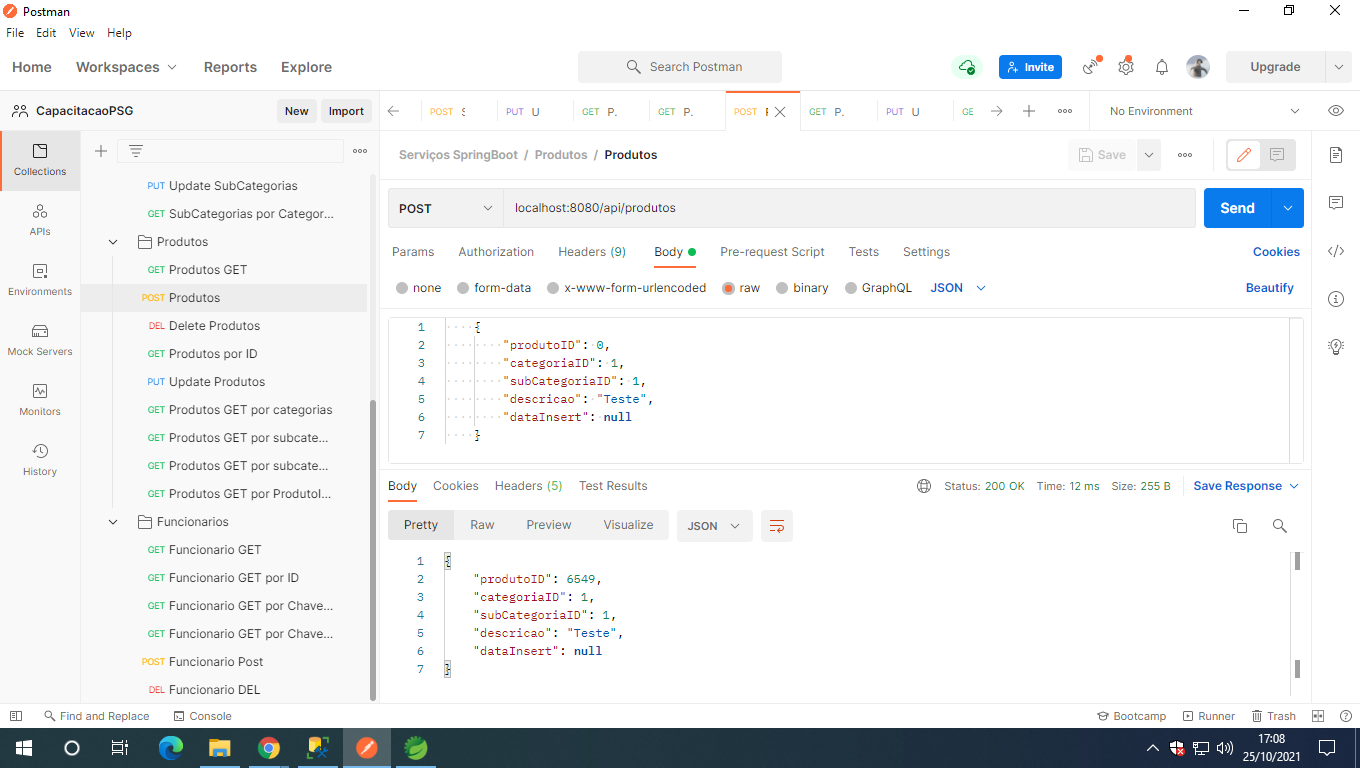 Postman
File Edit View Help
Home Workspaces Reports Explore Search Postman Invite Upgrade
CapacitacaoPSG New Import
POST S PUT U GET P. GET P. POST F GET P. PUT U GE No Environment
Collections
APIs
Environments
Mock Servers
Monitors
History
PUT Update SubCategorias
GET SubCategorias por Categor...
Produtos
GET Produtos GET
POST Produtos
DEL Delete Produtos
GET Produtos por ID
PUT Update Produtos
GET Produtos GET por categorias
GET Produtos GET por subcate...
GET Produtos GET por subcate...
GET Produtos GET por ProdutoI...
Funcionarios
GET Funcionario GET
GET Funcionario GET por ID
GET Funcionario GET por Chave...
GET Funcionario GET por Chave...
POST Funcionario Post
DEL Funcionario DEL
Serviços SpringBoot / Produtos / Produtos Save
POST localhost:8080/api/produtos Send
Params Authorization Headers (9) Body Pre-request Script Tests Settings Cookies
none form-data x-www-form-urlencoded raw binary GraphQL JSON Beautify
1 {
2 "produtoID": 0,
3 "categoriaID": 1,
4 "subCategoriaID": 1,
5 "descricao": "Teste",
6 "dataInsert": null
7 }
Body Cookies Headers (5) Test Results Status: 200 OK Time: 12 ms Size: 255 B Save Response
Pretty Raw Preview Visualize JSON
1 {
2 "produtoID": 6549,
3 "categoriaID": 1,
4 "subCategoriaID": 1,
5 "descricao": "Teste",
6 "dataInsert": null
7 }
Find and Replace Console Bootcamp Runner Trash
17:08
25/10/2021